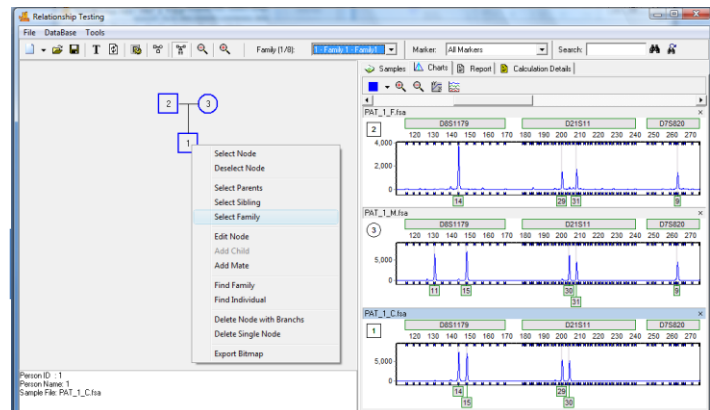 Relationship Testing
File DataBase Tools
T Family (1/8): 1 - Family 1 - Family1 Marker: All Markers Search:
Samples Charts Report Calculation Details
2 3
1
Select Node
Deselect Node
Select Parents
Select Sibling
Select Family
Edit Node
Add Child
Add Mate
Find Family
Find Individual
Delete Node with Branchs
Delete Single Node
Export Bitmap
Person ID : 1
Person Name: 1
Sample File: PAT_1_C.fsa
PAT_1_F.fsa ×
2
D8S1179 D21S11 D7S820
120 130 140 150 160 170 180 190 200 210 220 230 240 250 260 270
4,000
2,000
0
14 29 31 9
PAT_1_M.fsa ×
3
D8S1179 D21S11 D7S820
120 130 140 150 160 170 180 190 200 210 220 230 240 250 260 270
5,000
0
11 15 30 9
31
PAT_1_C.fsa ×
1
D8S1179 D21S11 D7S820
120 130 140 150 160 170 180 190 200 210 220 230 240 250 260 270
5,000
0
14 29
15 30